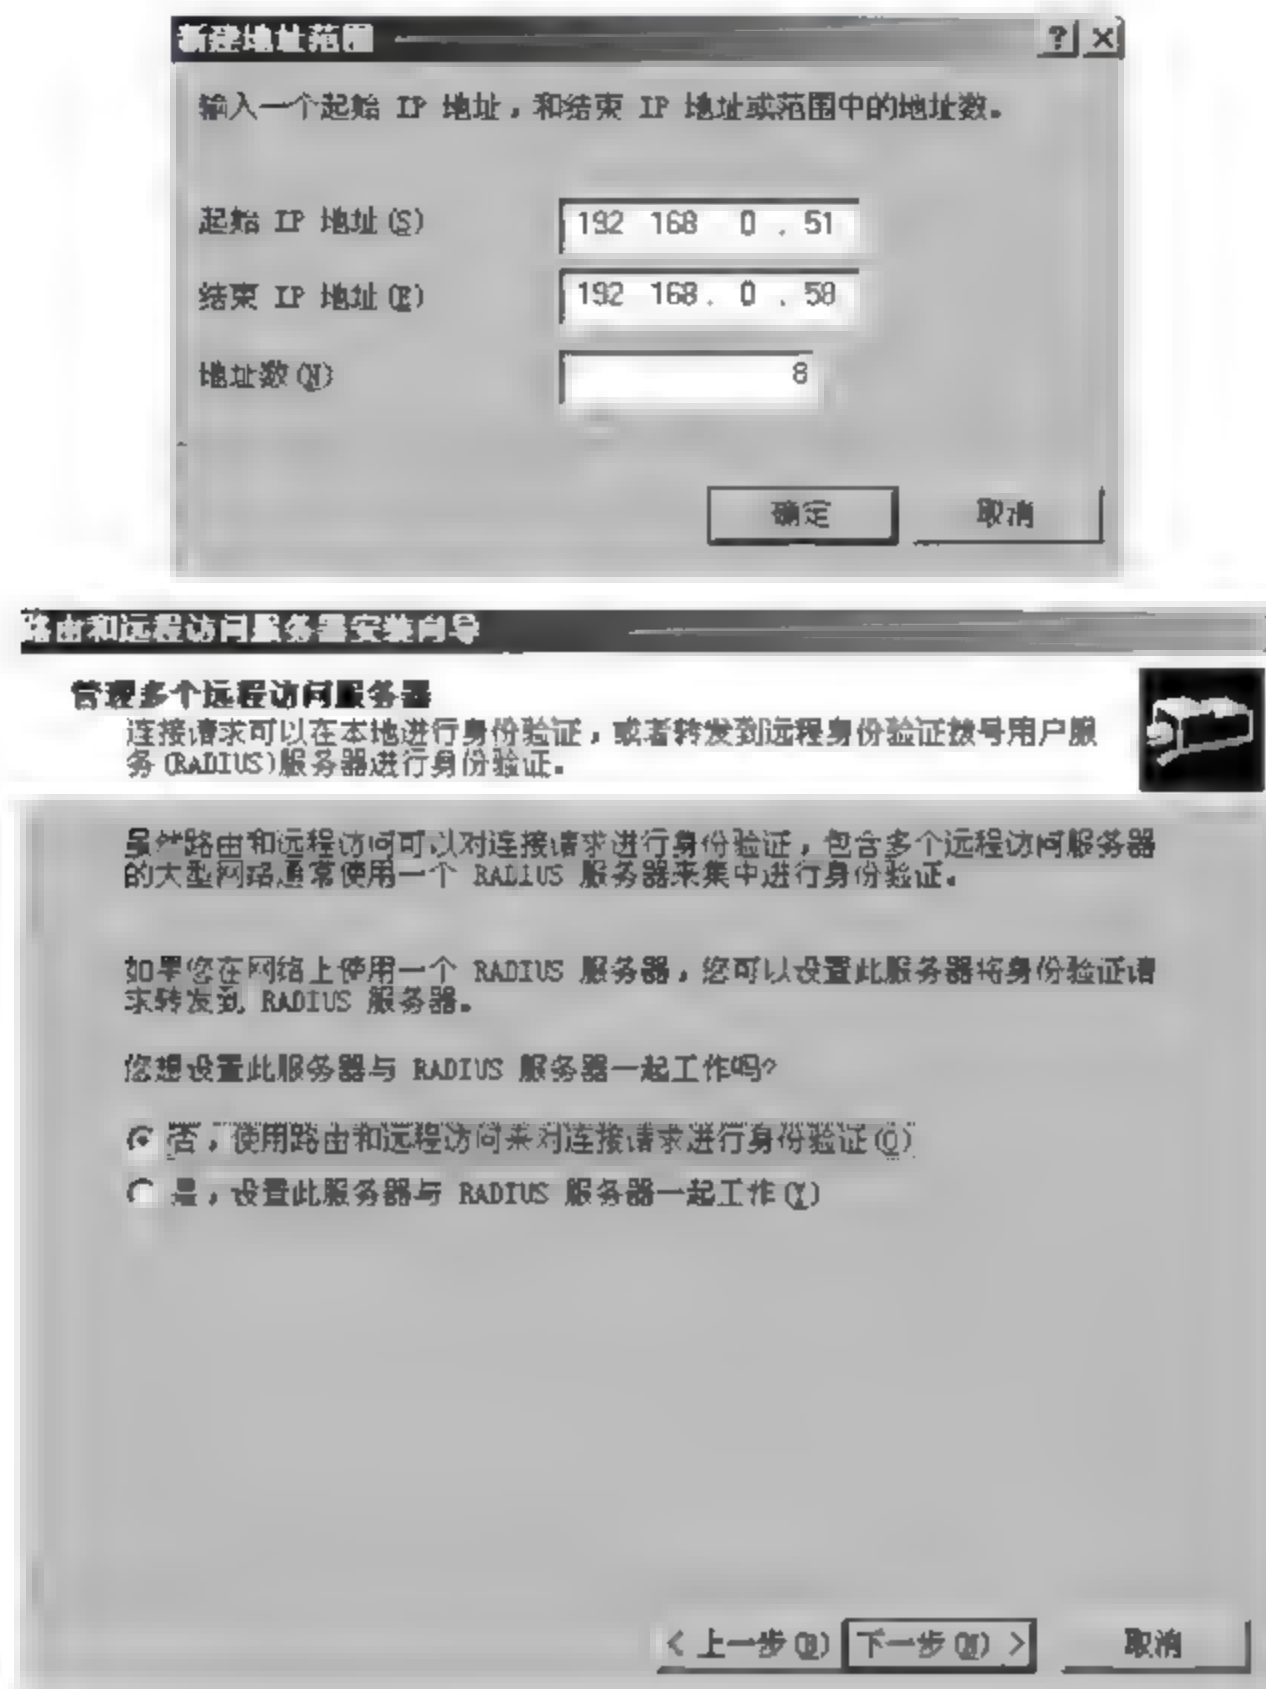 新建地址范围
输入一个起始 IP 地址，和结束 IP 地址或范围中的地址数。
起始 IP 地址(S) 192 168 0 . 51
结束 IP 地址(E) 192 168. 0 . 58
地址数(N) 8
确定 取消
路由和远程访问服务器安装向导
管理多个远程访问服务器
连接请求可以在本地进行身份验证，或者转发到远程身份验证拨号用户服
务(RADIUS)服务器进行身份验证。
虽然路由和远程访问可以对连接请求进行身份验证，包含多个远程访问服务器
的大型网络通常使用一个 RADIUS 服务器来集中进行身份验证。
如果您在网络上使用一个 RADIUS 服务器，您可以设置此服务器将身份验证请
求转发到 RADIUS 服务器。
您想设置此服务器与 RADIUS 服务器一起工作吗?
否，使用路由和远程访问来对连接请求进行身份验证(O)
是，设置此服务器与 RADIUS 服务器一起工作(Y)
< 上一步(B) 下一步(N) > 取消